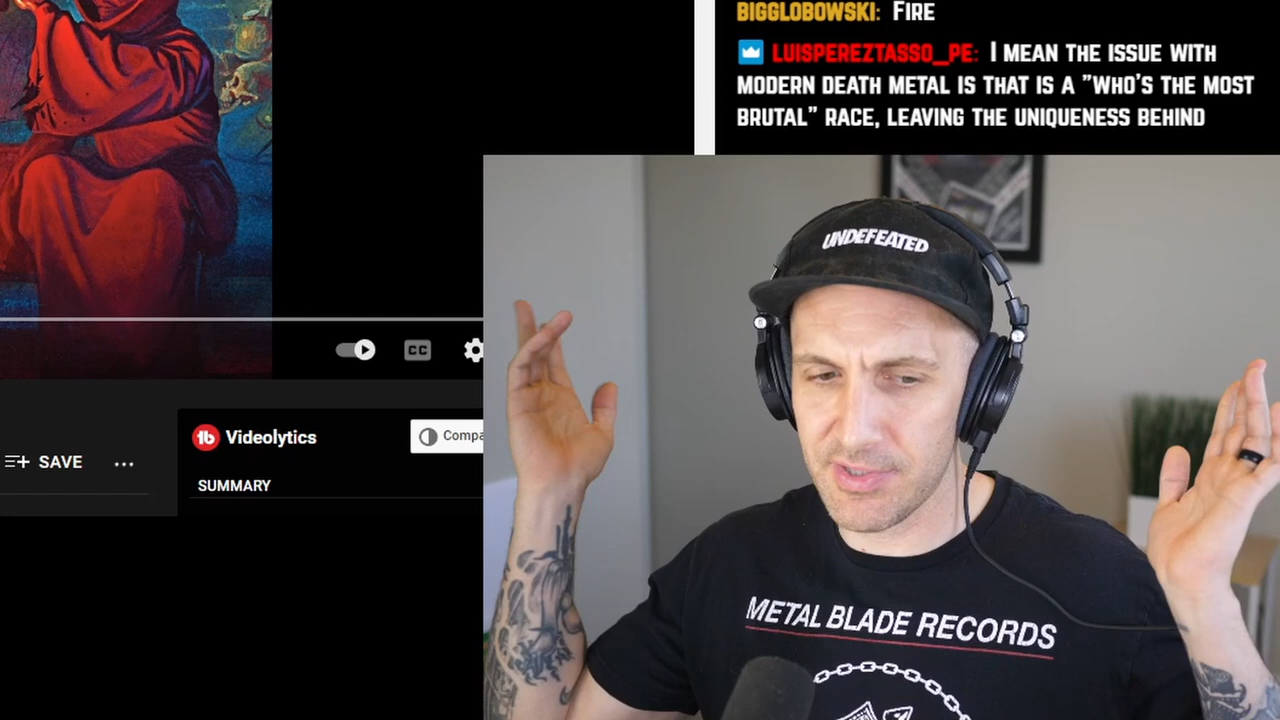 BIGGLOBOWSKI: FIRE
LUISPEREZTASSO_PE: I MEAN THE ISSUE WITH
MODERN DEATH METAL IS THAT IS A "WHO'S THE MOST
BRUTAL" RACE, LEAVING THE UNIQUENESS BEHIND
UNDEFEATED
CC
SAVE
tb Videolytics
Compa
SUMMARY
METAL BLADE RECORDS